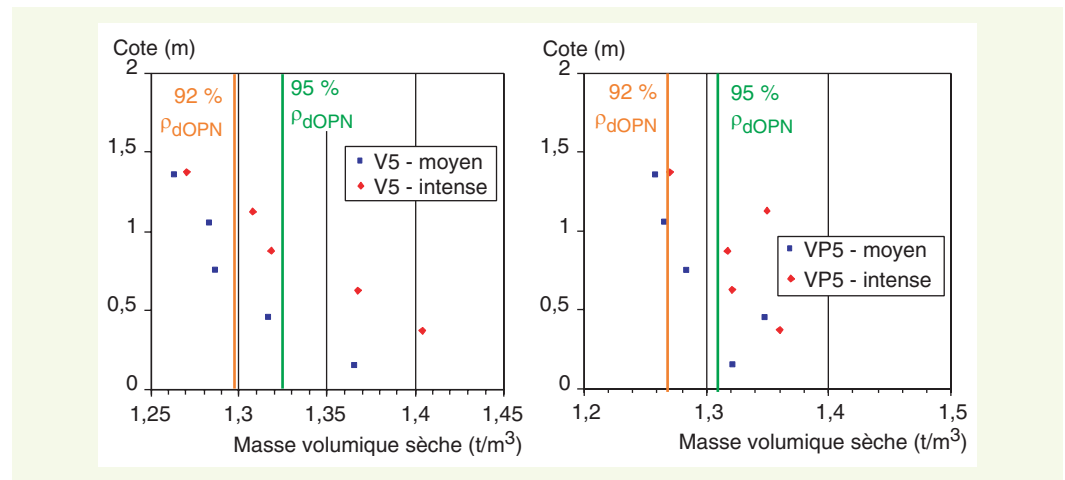 Cote (m)
2
1,5
1
0,5
0
92 %
ρdOPN
95 %
ρdOPN
V5 - moyen
V5 - intense
1,25
1,3
1,35
1,4
1,45
Masse volumique sèche (t/m³)
Cote (m)
2
1,5
1
0,5
0
92 %
ρdOPN
95 %
ρdOPN
VP5 - moyen
VP5 - intense
1,2
1,3
1,4
1,5
Masse volumique sèche (t/m³)